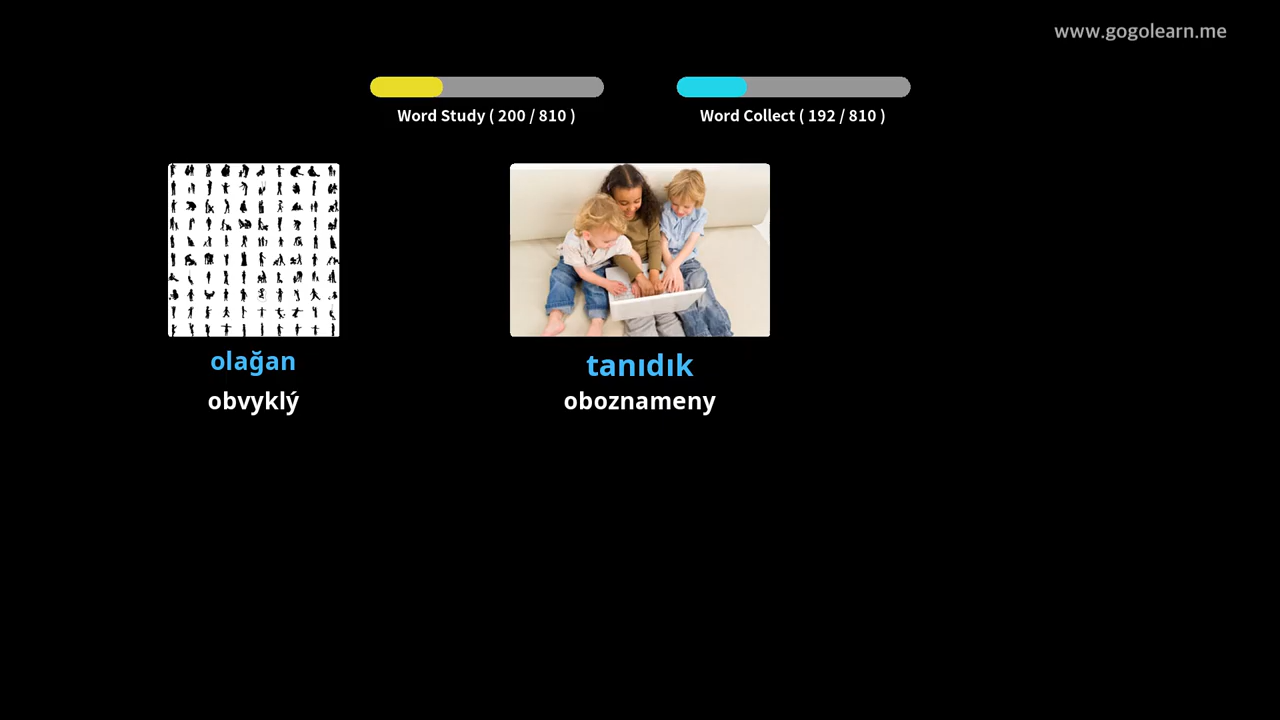 www.gogolearn.me
Word Study ( 200 / 810 )
Word Collect ( 192 / 810 )
olağan
tanıdık
obvyklý
oboznameny